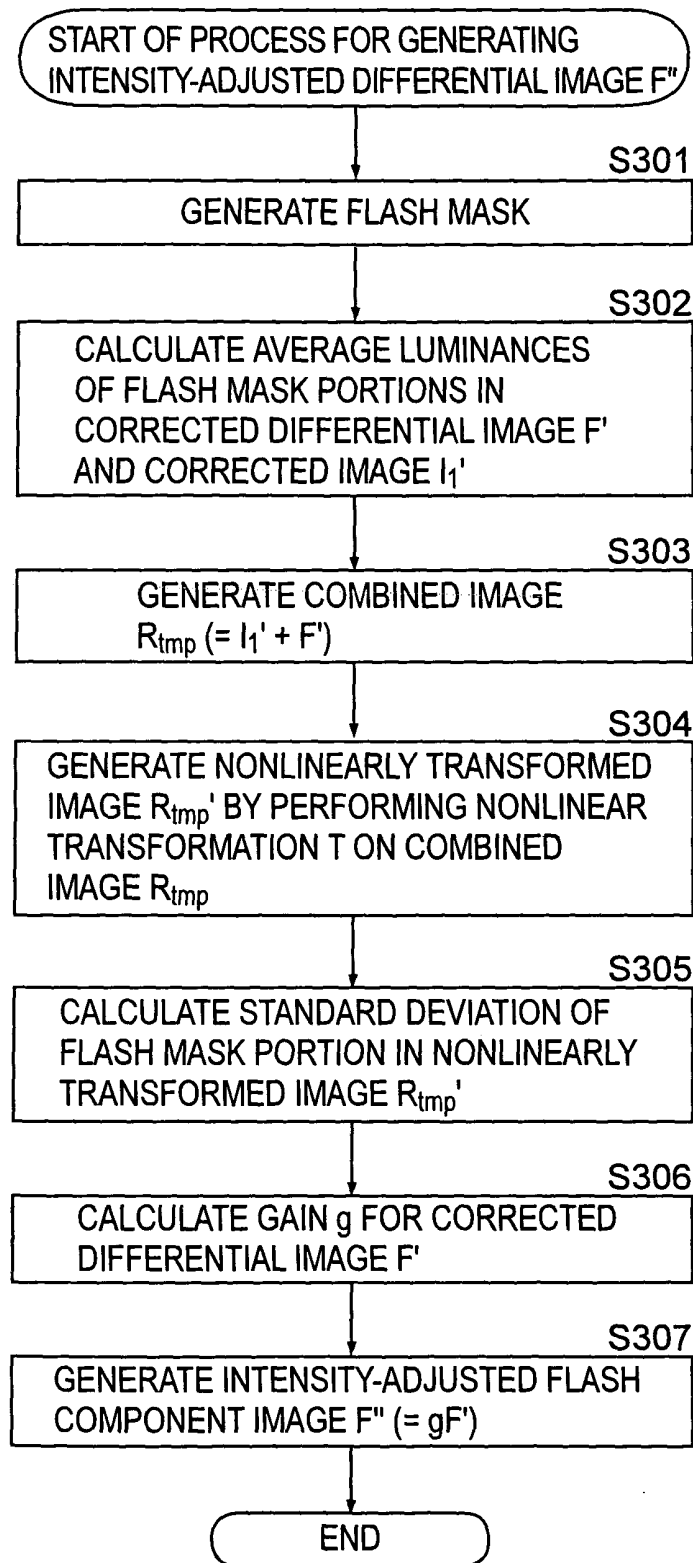 START OF PROCESS FOR GENERATING
INTENSITY-ADJUSTED DIFFERENTIAL IMAGE F"
S301
GENERATE FLASH MASK
S302
CALCULATE AVERAGE LUMINANCES
OF FLASH MASK PORTIONS IN
CORRECTED DIFFERENTIAL IMAGE F'
AND CORRECTED IMAGE I₁'
S303
GENERATE COMBINED IMAGE
Rtmp (= I₁' + F')
S304
GENERATE NONLINEARLY TRANSFORMED
IMAGE Rtmp' BY PERFORMING NONLINEAR
TRANSFORMATION T ON COMBINED
IMAGE Rtmp
S305
CALCULATE STANDARD DEVIATION OF
FLASH MASK PORTION IN NONLINEARLY
TRANSFORMED IMAGE Rtmp'
S306
CALCULATE GAIN g FOR CORRECTED
DIFFERENTIAL IMAGE F'
S307
GENERATE INTENSITY-ADJUSTED FLASH
COMPONENT IMAGE F" (= gF')
END